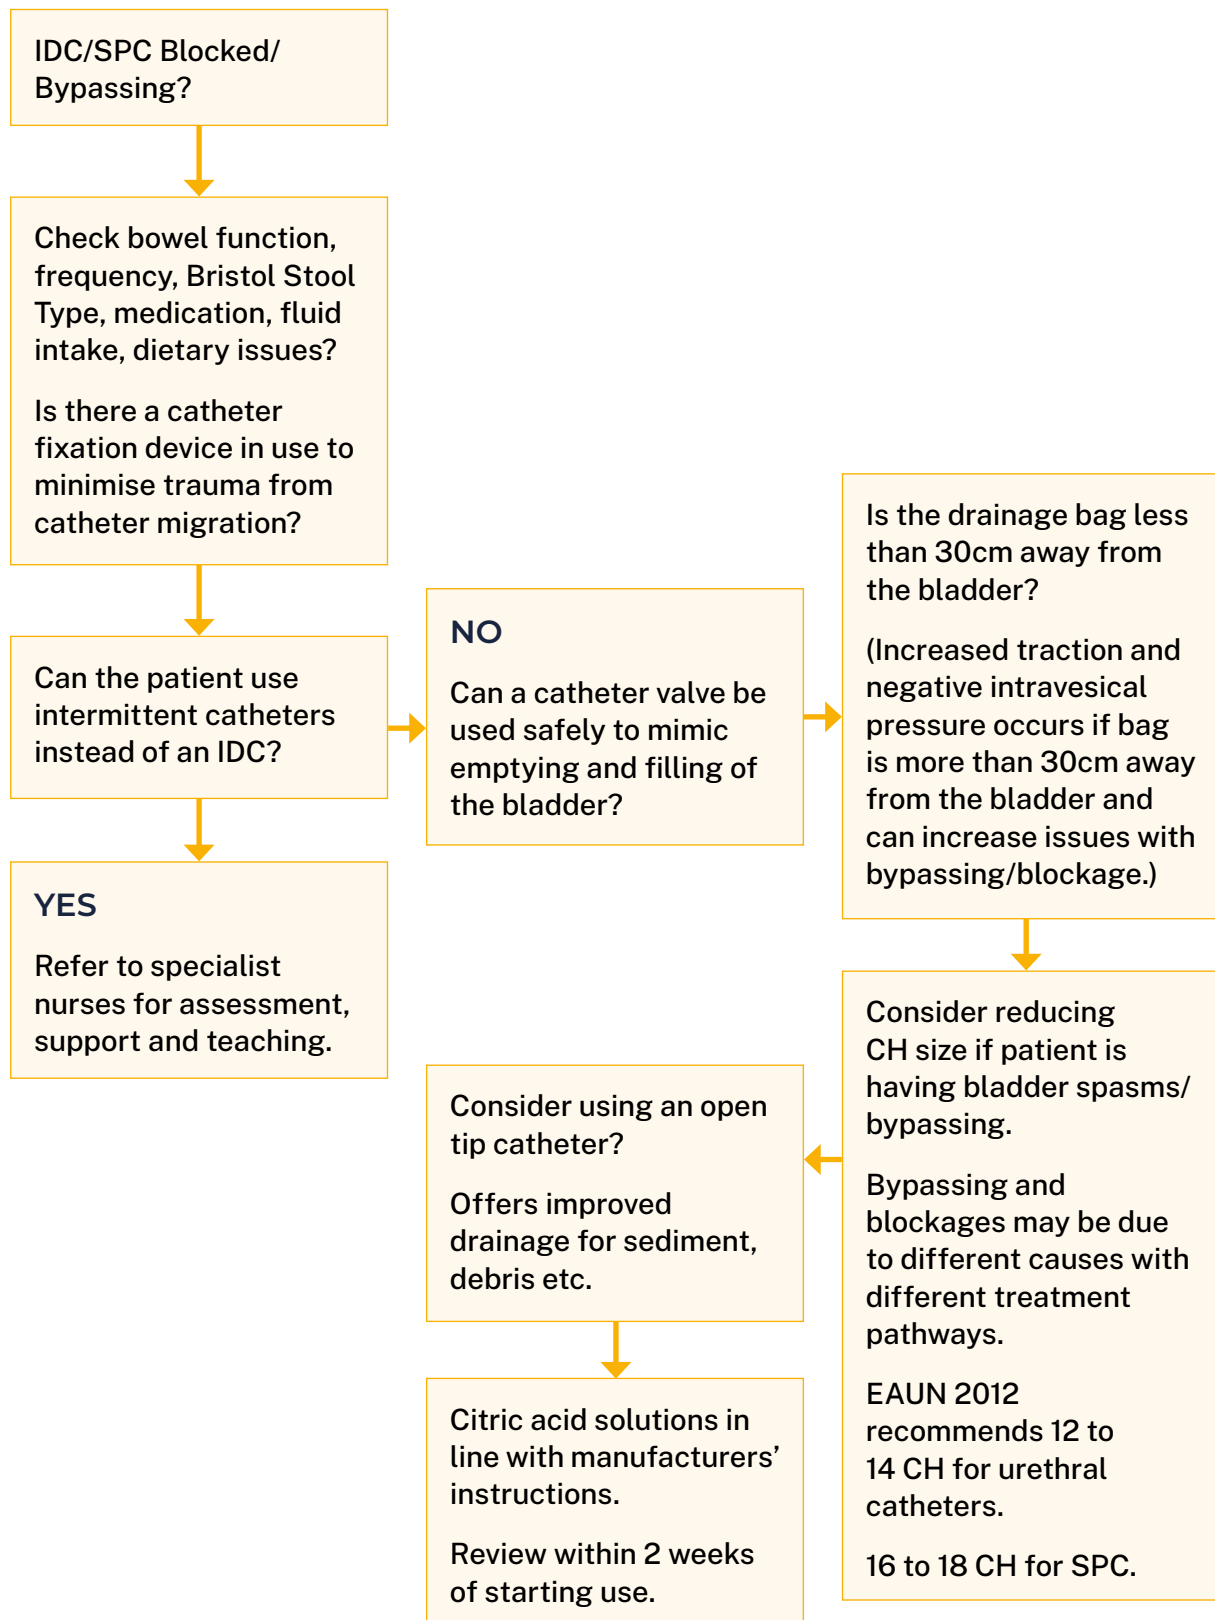 IDC/SPC Blocked/
Bypassing?
Check bowel function,
frequency, Bristol Stool
Type, medication, fluid
intake, dietary issues?
Is there a catheter
fixation device in use to
minimise trauma from
catheter migration?
Can the patient use
intermittent catheters
instead of an IDC?
YES
Refer to specialist
nurses for assessment,
support and teaching.
NO
Can a catheter valve be
used safely to mimic
emptying and filling of
the bladder?
Is the drainage bag less
than 30cm away from
the bladder?
(Increased traction and
negative intravesical
pressure occurs if bag
is more than 30cm away
from the bladder and
can increase issues with
bypassing/blockage.)
Consider reducing
CH size if patient is
having bladder spasms/
bypassing.
Bypassing and
blockages may be due
to different causes with
different treatment
pathways.
EAUN 2012
recommends 12 to
14 CH for urethral
catheters.
16 to 18 CH for SPC.
Consider using an open
tip catheter?
Offers improved
drainage for sediment,
debris etc.
Citric acid solutions in
line with manufacturers’
instructions.
Review within 2 weeks
of starting use.